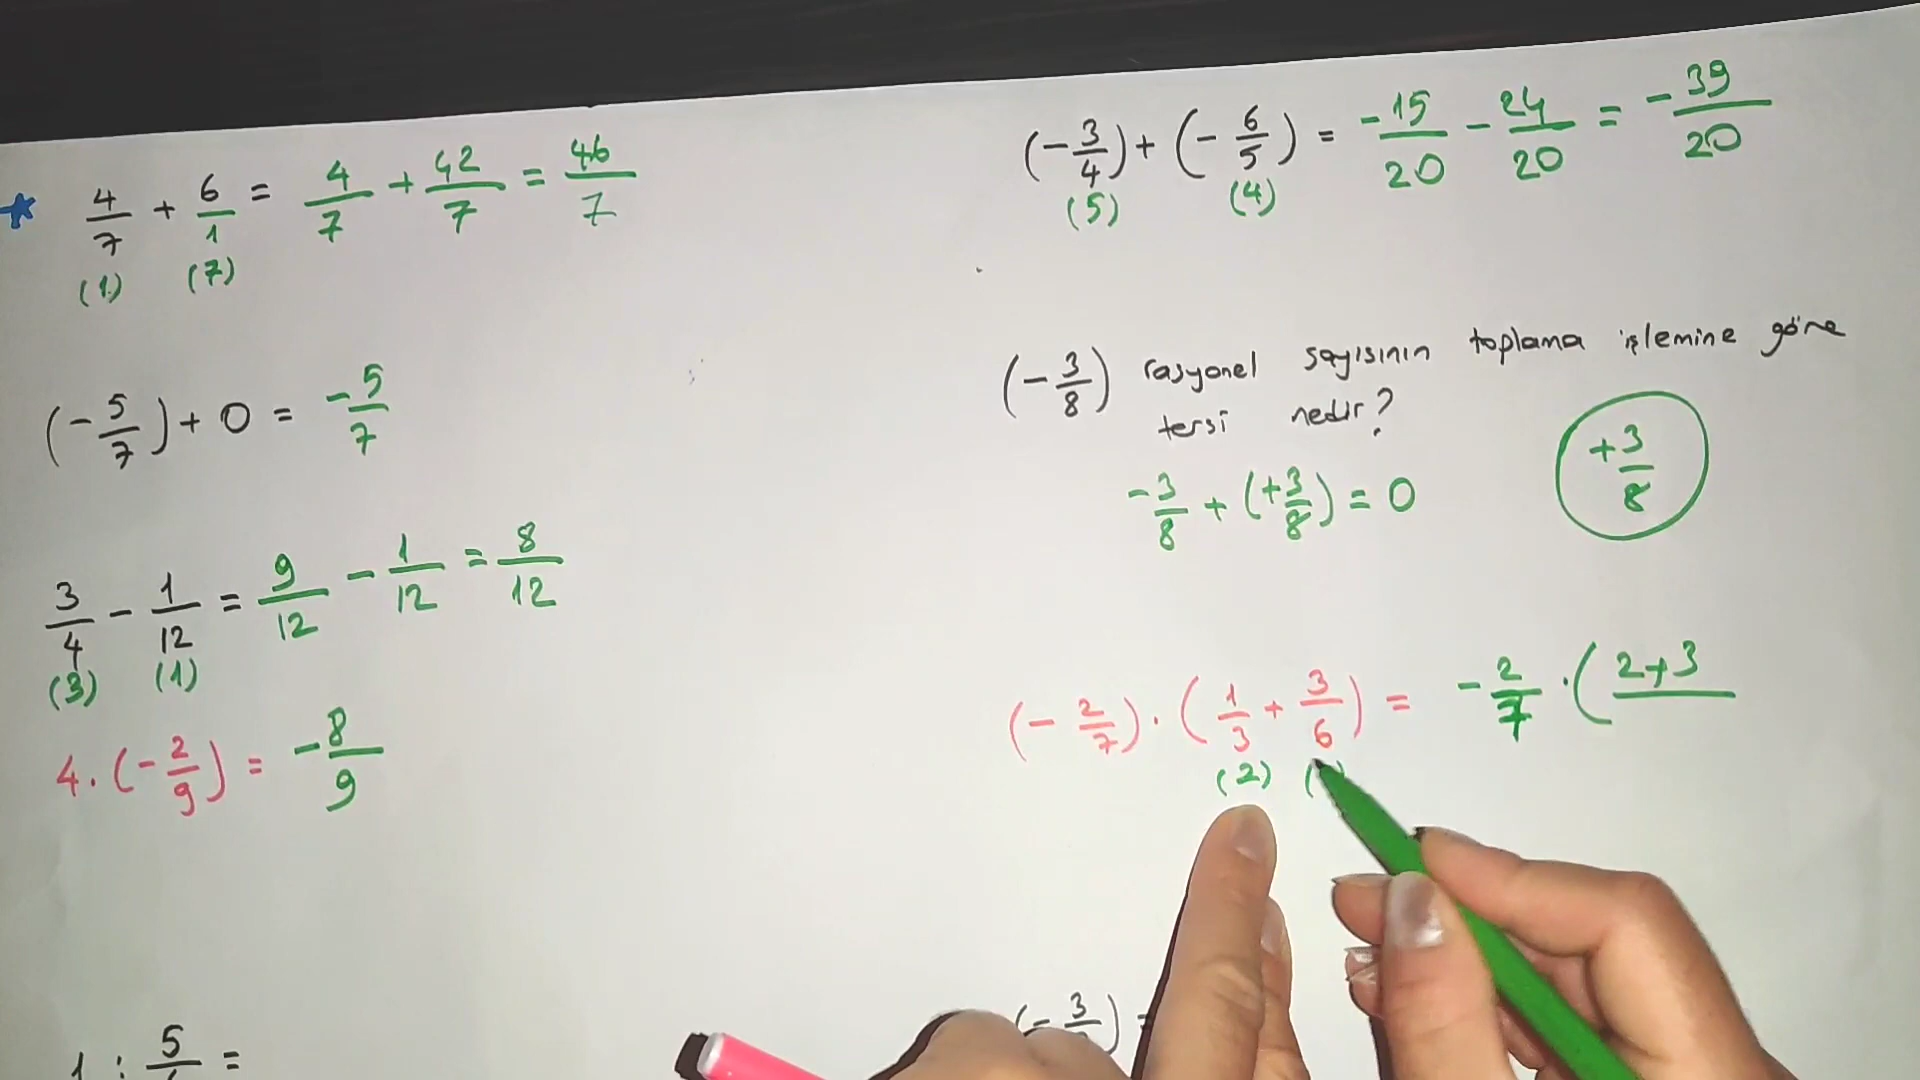 4/7 + 6/1 = 4/7 + 42/7 = 46/7
(1) (7)
(-5/7) + 0 = -5/7
3/4 - 1/12 = 9/12 - 1/12 = 8/12
(3) (1)
4 . (-2/9) = -8/9
1 : 5/
=
(-3/4) + (-6/5) = -15/20 - 24/20 = -39/20
(5) (4)
(-3/8) rasyonel sayısının toplama işlemine göre
tersi nedir?
+3/8
-3/8 + (+3/8) = 0
(-2/7) . (1/3 + 3/6) = -2/7 . (2+3
(2)
(-3/ ) =